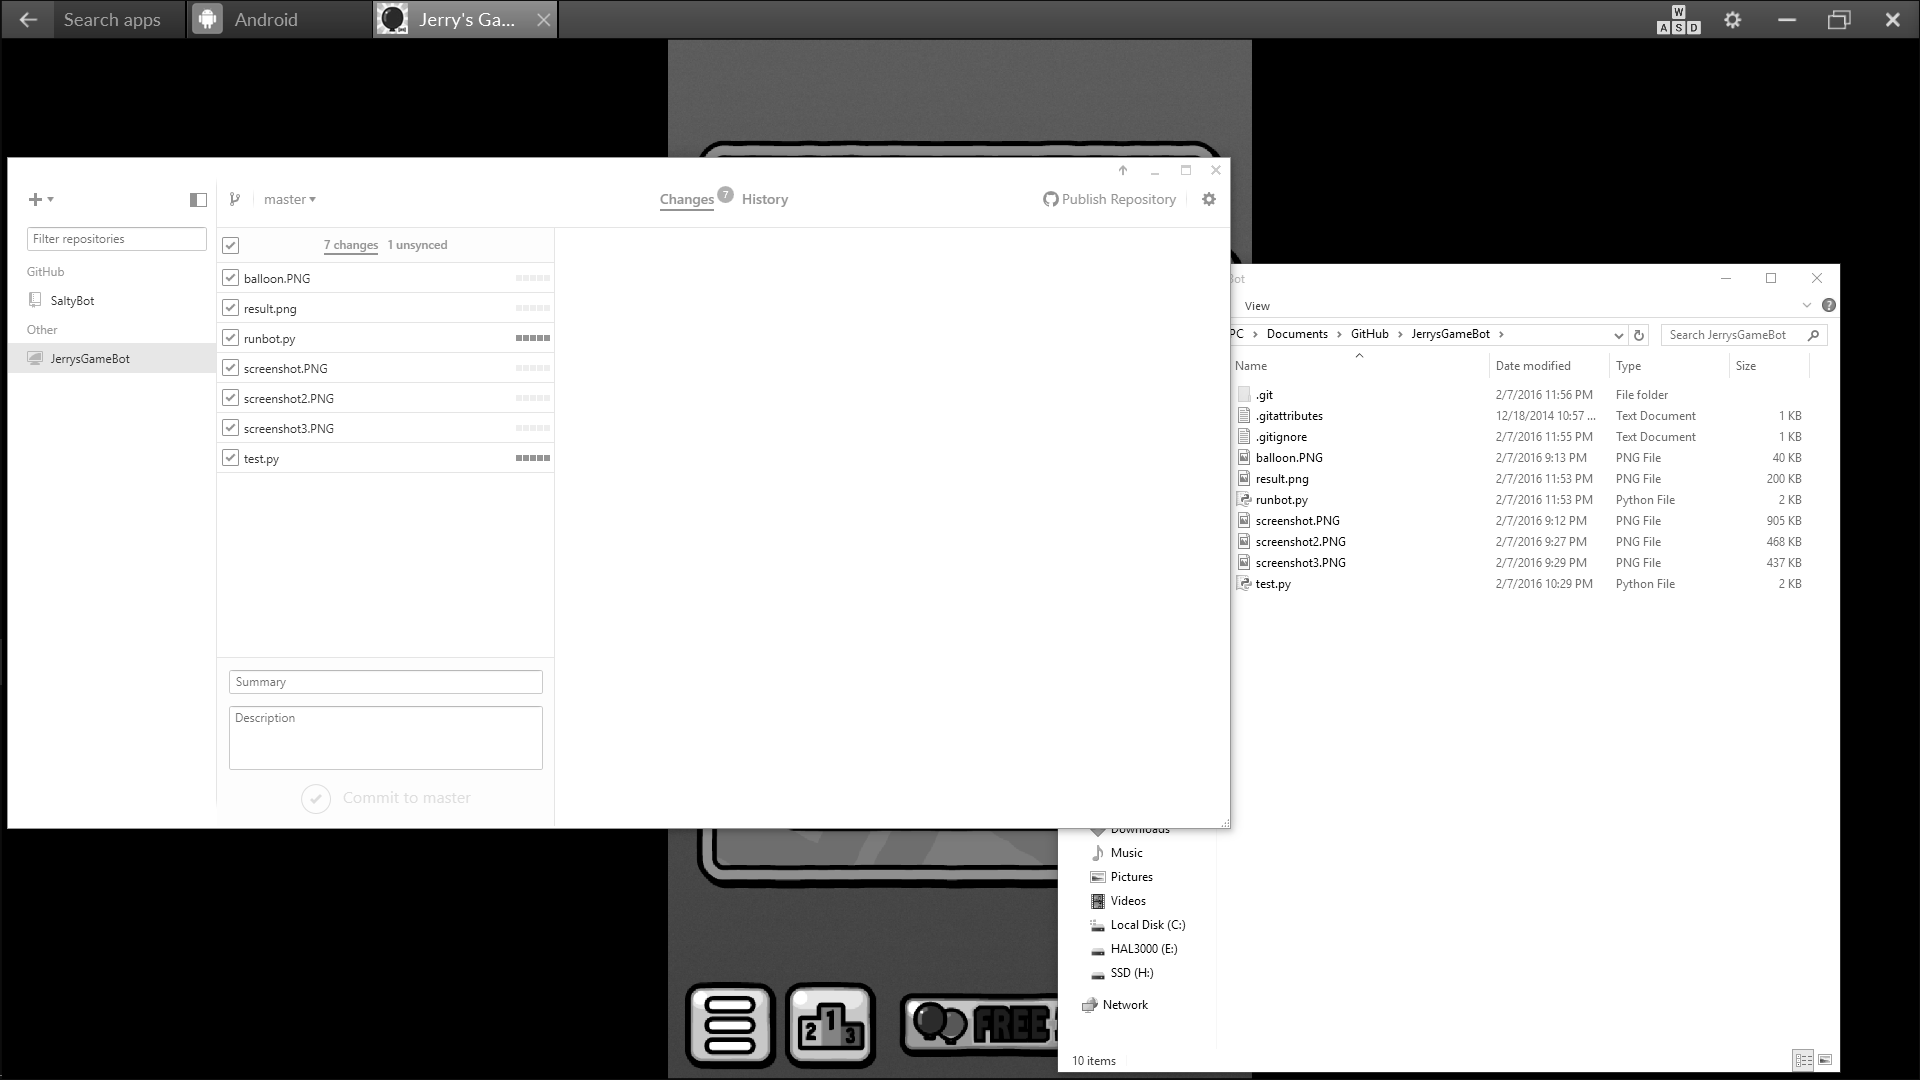 Search apps
Android
Jerry's Ga...
W
A S D
master
Changes 7
History
Publish Repository
Filter repositories
GitHub
SaltyBot
Other
JerrysGameBot
7 changes
1 unsynced
balloon.PNG
result.png
runbot.py
screenshot.PNG
screenshot2.PNG
screenshot3.PNG
test.py
Summary
Description
Commit to master
View
Documents
GitHub
JerrysGameBot
Search JerrysGameBot
Name Date modified Type Size
.git 2/7/2016 11:56 PM File folder
.gitattributes 12/18/2014 10:57 ... Text Document 1 KB
.gitignore 2/7/2016 11:55 PM Text Document 1 KB
balloon.PNG 2/7/2016 9:13 PM PNG File 40 KB
result.png 2/7/2016 11:53 PM PNG File 200 KB
runbot.py 2/7/2016 11:53 PM Python File 2 KB
screenshot.PNG 2/7/2016 9:12 PM PNG File 905 KB
screenshot2.PNG 2/7/2016 9:27 PM PNG File 468 KB
screenshot3.PNG 2/7/2016 9:29 PM PNG File 437 KB
test.py 2/7/2016 10:29 PM Python File 2 KB
Downloads
Music
Pictures
Videos
Local Disk (C:)
HAL3000 (E:)
SSD (H:)
Network
10 items
2 1 3
FREE